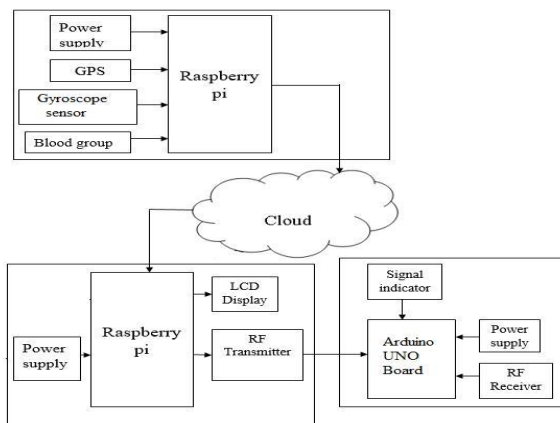 Power
supply
GPS
Gyroscope
sensor
Blood group
Raspberry
pi
Cloud
Power
supply
Raspberry
pi
LCD
Display
RF
Transmitter
Signal
indicator
Arduino
UNO
Board
Power
supply
RF
Receiver